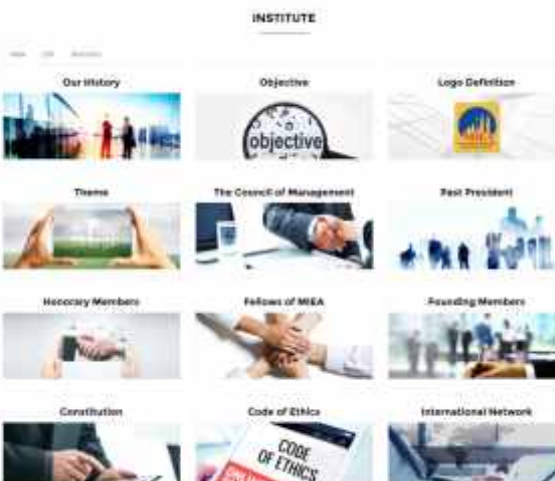 INSTITUTE
Our History
Objective
Logo Definition
objective
Theme
The Council of Management
Past President
Honorary Members
Fellows of MIEA
Founding Members
Constitution
Code of Ethics
International Network
CODE
OF ETHICS